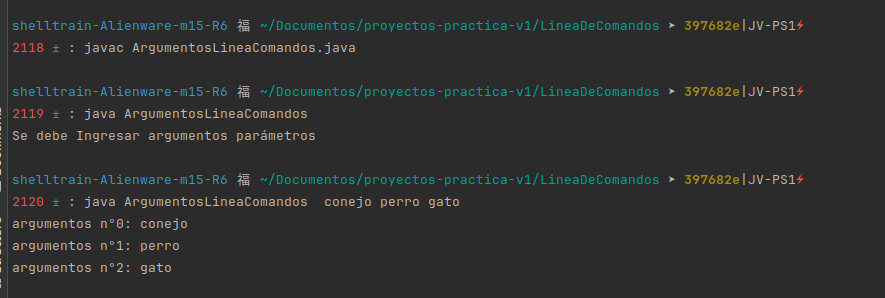 shelltrain-Alienware-m15-R6 福 ~/Documentos/proyectos-practica-v1/LineaDeComandos ➤ 397682e|JV-PS1⚡
2118 ± : javac ArgumentosLineaComandos.java
shelltrain-Alienware-m15-R6 福 ~/Documentos/proyectos-practica-v1/LineaDeComandos ➤ 397682e|JV-PS1⚡
2119 ± : java ArgumentosLineaComandos
Se debe Ingresar argumentos parámetros
shelltrain-Alienware-m15-R6 福 ~/Documentos/proyectos-practica-v1/LineaDeComandos ➤ 397682e|JV-PS1⚡
2120 ± : java ArgumentosLineaComandos  conejo perro gato
argumentos n°0: conejo
argumentos n°1: perro
argumentos n°2: gato